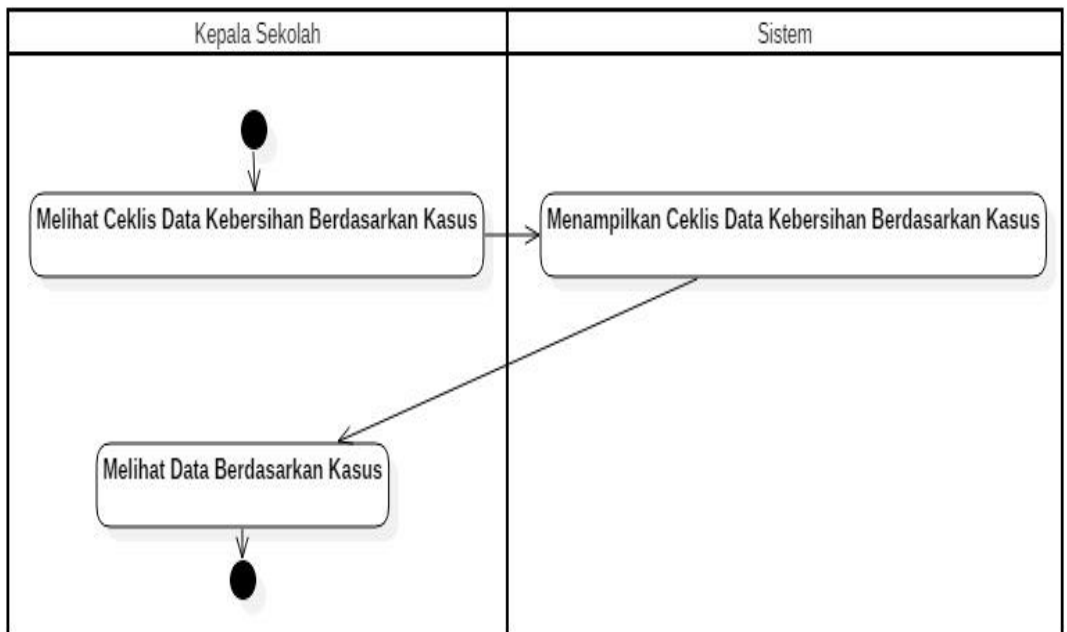 Kepala Sekolah
Sistem
Melihat Ceklis Data Kebersihan Berdasarkan Kasus
Menampilkan Ceklis Data Kebersihan Berdasarkan Kasus
Melihat Data Berdasarkan Kasus